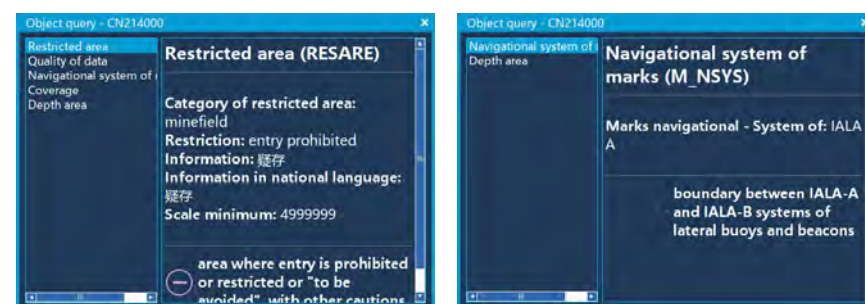 Object query - CN214000
Restricted area
Quality of data
Navigational system of
Coverage
Depth area
Restricted area (RESARE)
Category of restricted area:
minefield
Restriction: entry prohibited
Information: 疑存
Information in national language:
疑存
Scale minimum: 4999999
area where entry is prohibited
or restricted or "to be
avoided", with other cautions
Object query - CN214000
Navigational system of
Depth area
Navigational system of
marks (M_NSYS)
Marks navigational - System of: IALA
A
boundary between IALA-A
and IALA-B systems of
lateral buoys and beacons